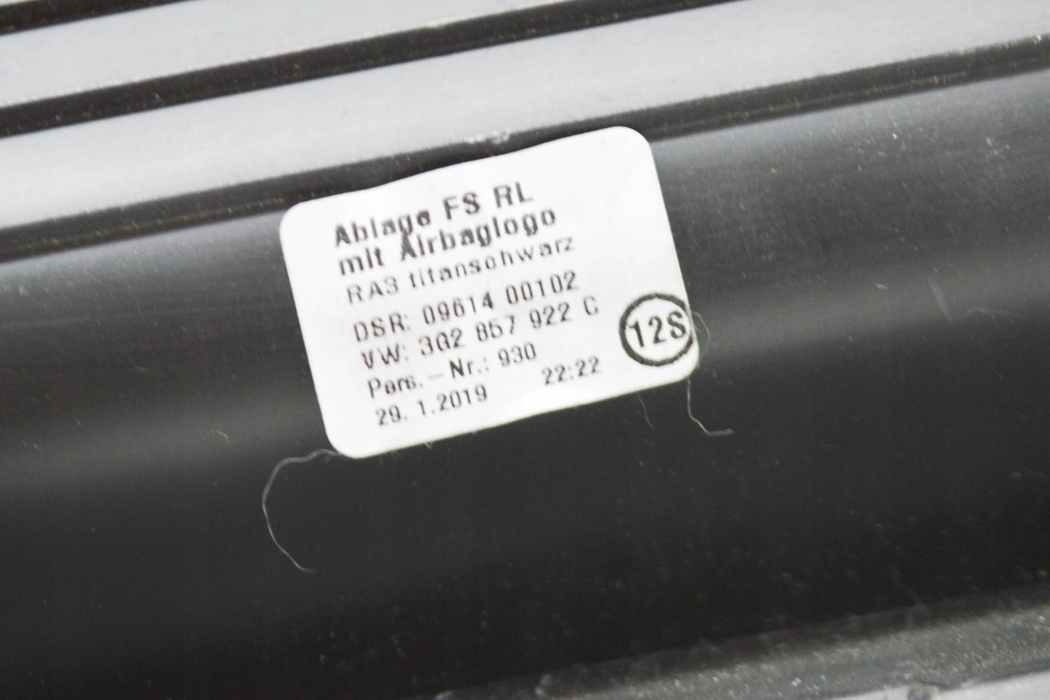 Ablage FS RL
mit Airbaglogo
RA3 titanschwarz
DSR: 09614 00102
VW: 3G2 857 922 C
Pers. - Nr.: 930
29. 1.2019 22:22
12S